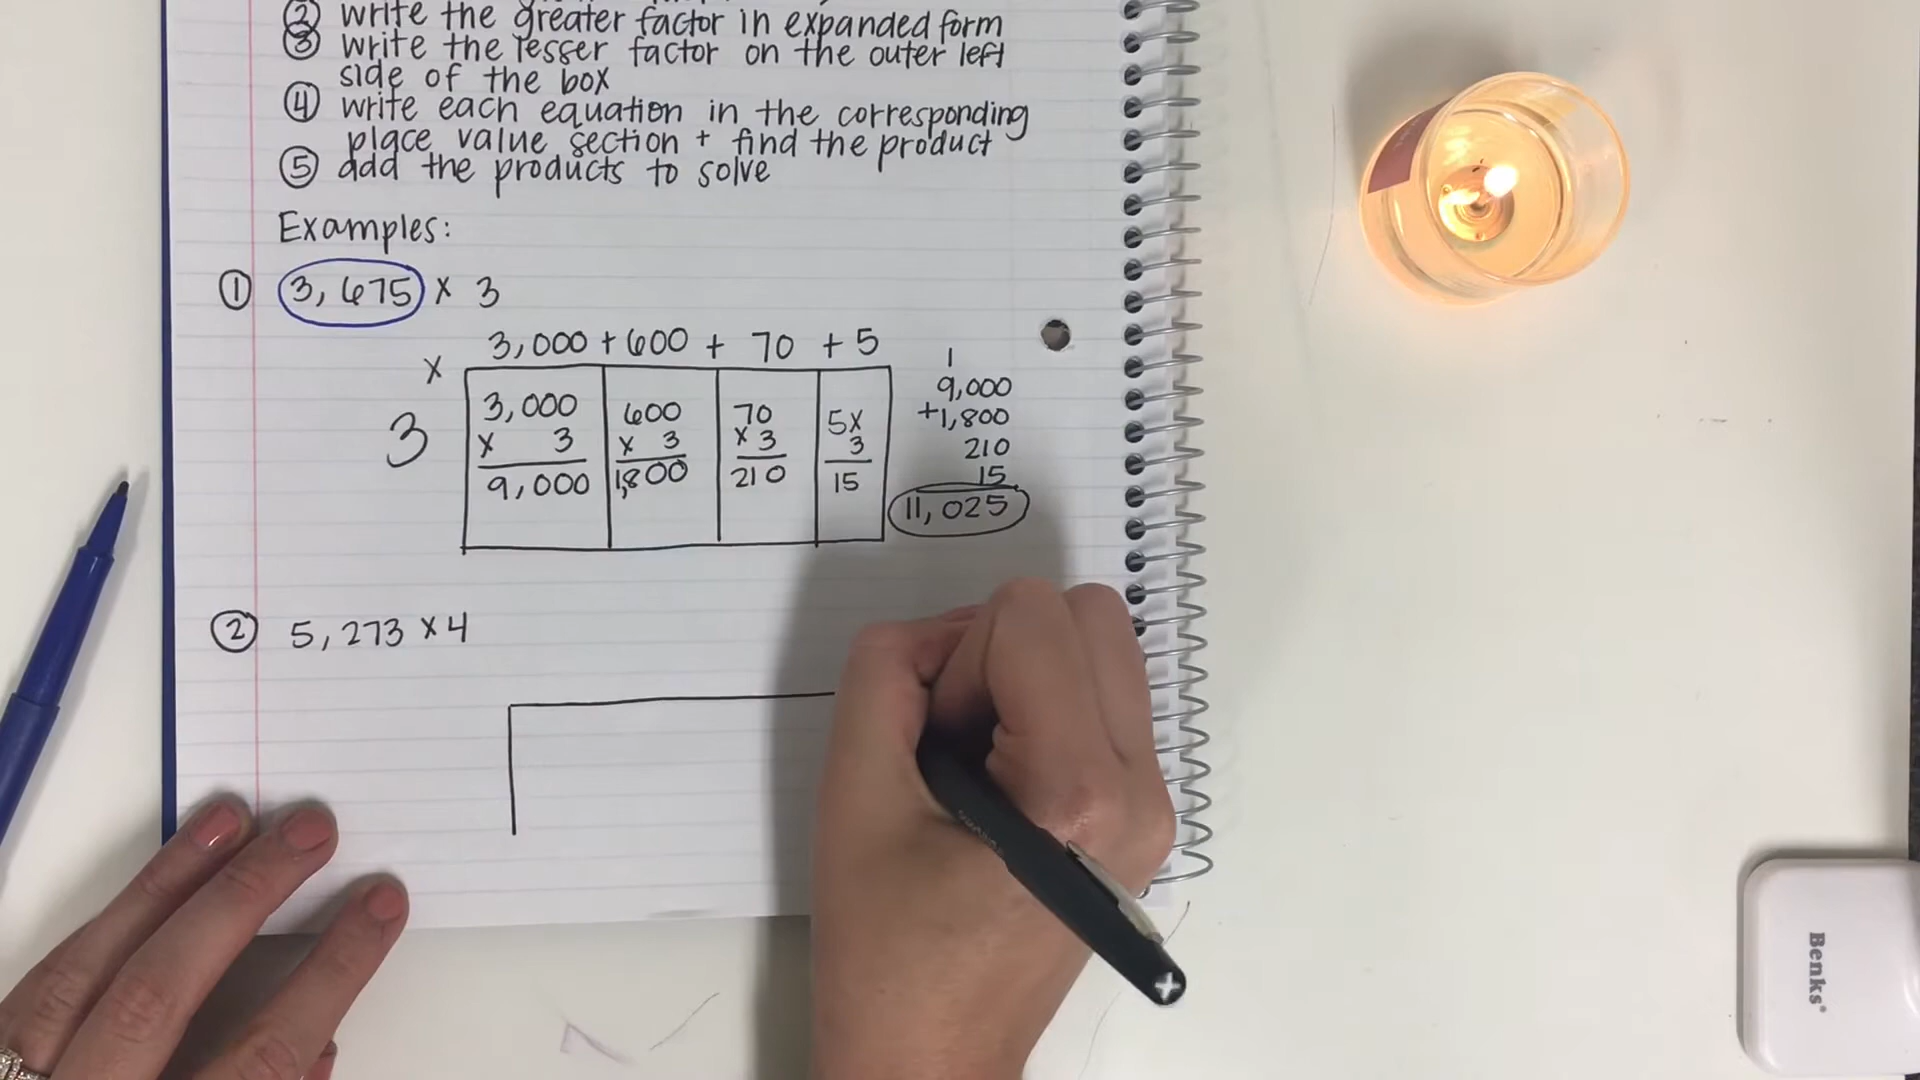 ② write the greater factor in expanded form
③ write the lesser factor on the outer left
side of the box
④ write each equation in the corresponding
place value section + find the product
⑤ add the products to solve
Examples:
① 3,675 x 3
3,000 + 600 + 70 + 5
x
3
3,000
x 3
9,000
600
x 3
1,800
70
x 3
210
5x
3
15
1
9,000
+1,800
210
15
11,025
② 5,273 x 4
Benks